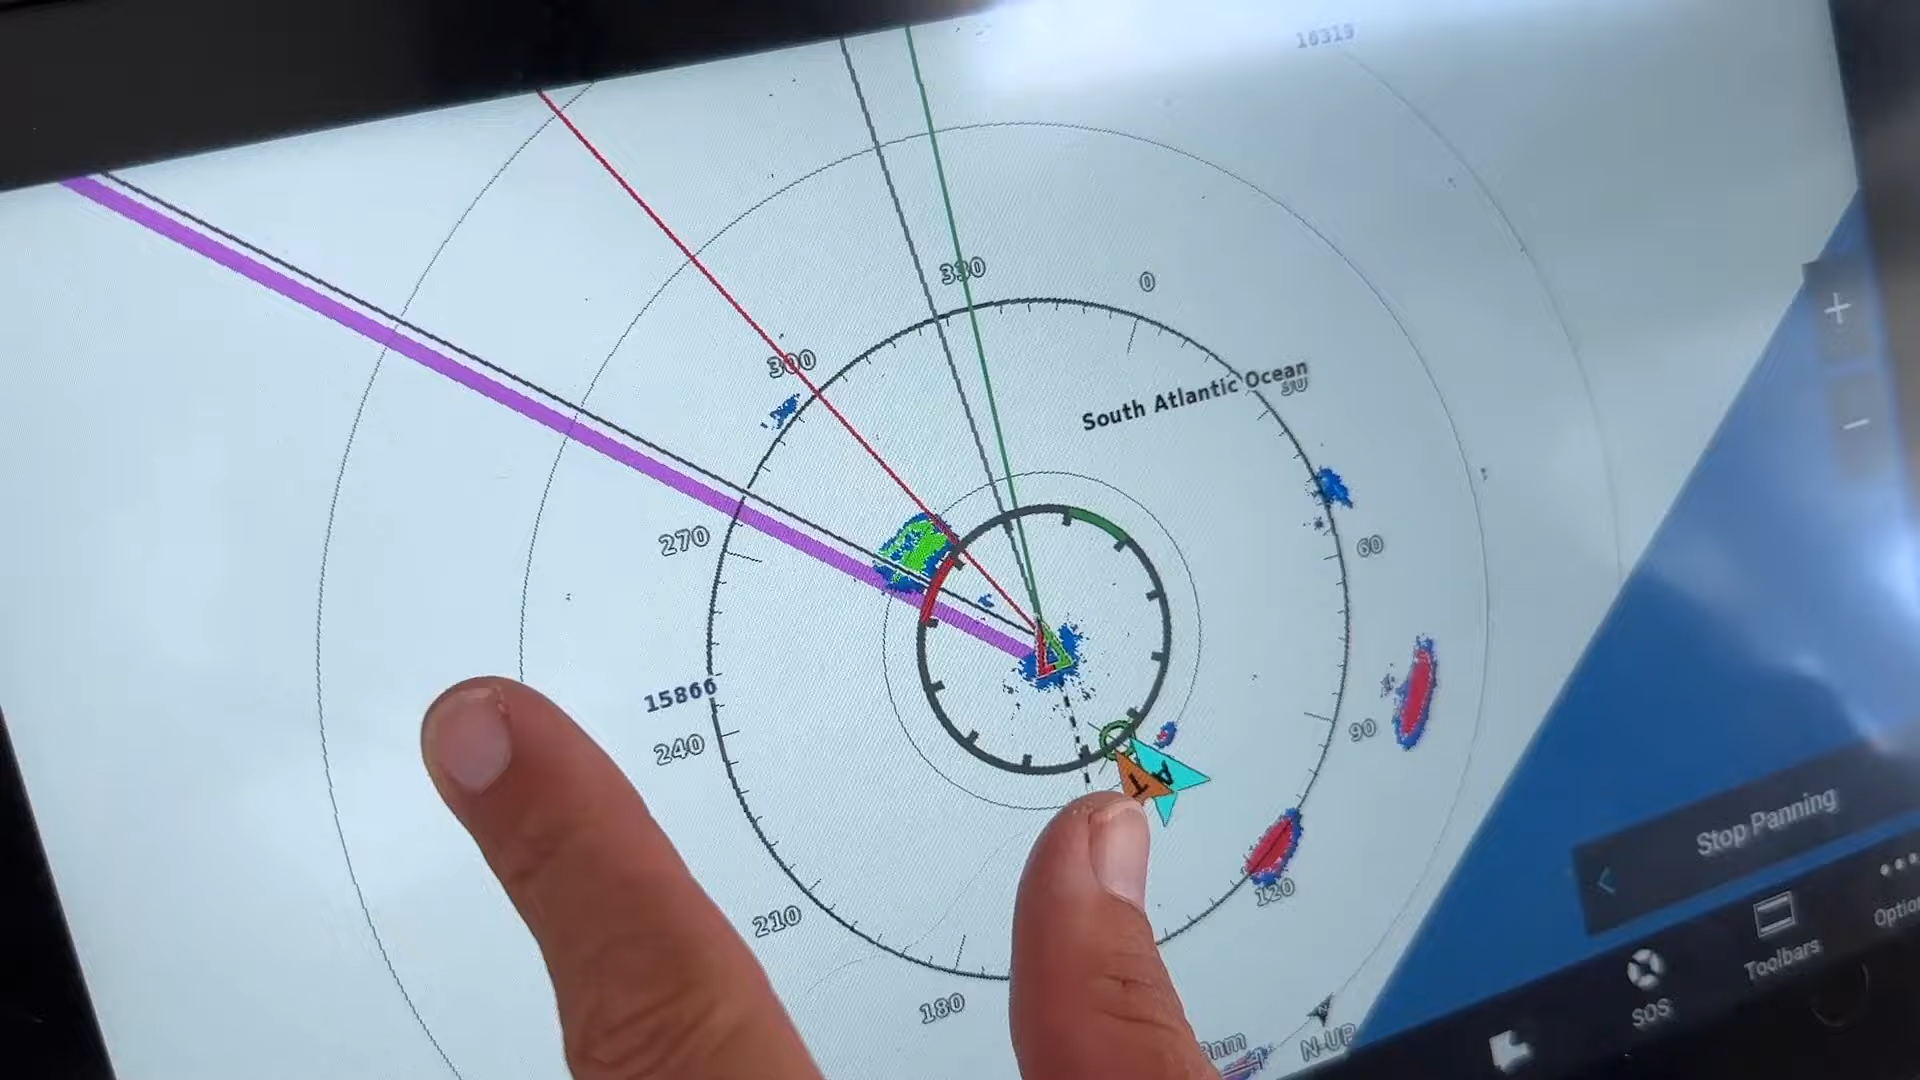 18319
330
0
300
South Atlantic Ocean
30
270
60
15866
240
90
A
T
Stop Panning
120
210
180
SOS
Toolbars
N-UP